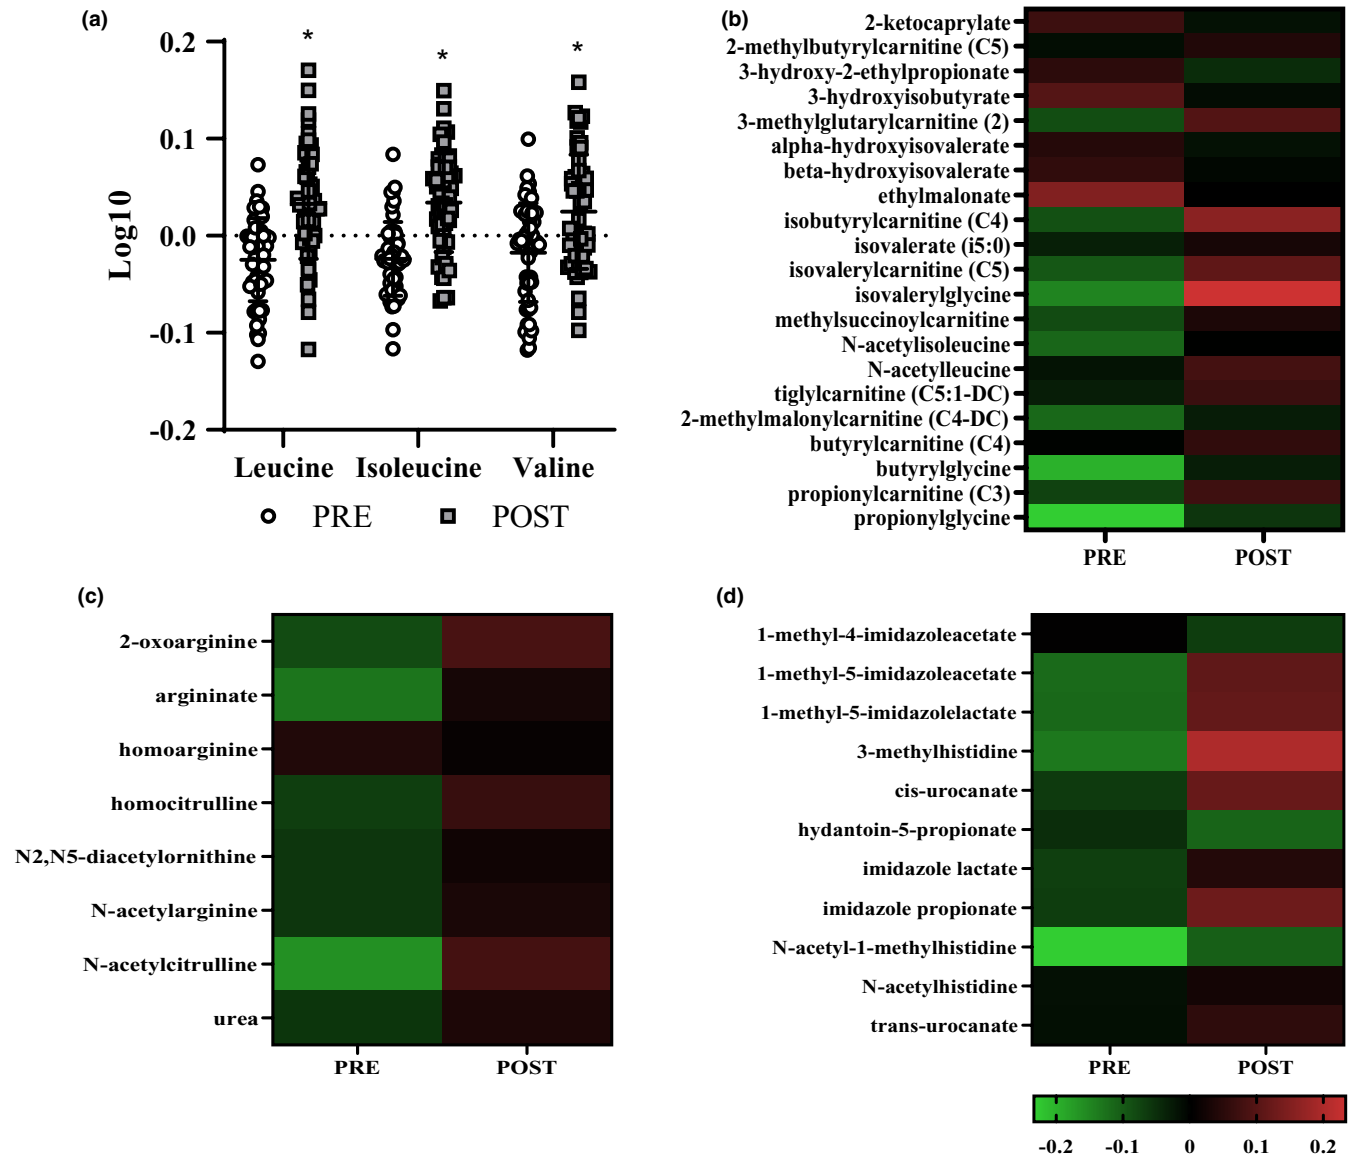 (a)
0.2
0.1
0.0
-0.1
-0.2
Log10
* * *
Leucine Isoleucine Valine
PRE POST
(b)
2-ketocaprylate
2-methylbutyrylcarnitine (C5)
3-hydroxy-2-ethylpropionate
3-hydroxyisobutyrate
3-methylglutarylcarnitine (2)
alpha-hydroxyisovalerate
beta-hydroxyisovalerate
ethylmalonate
isobutyrylcarnitine (C4)
isovalerate (i5:0)
isovalerylcarnitine (C5)
isovalerylglycine
methylsuccinoylcarnitine
N-acetylisoleucine
N-acetylleucine
tiglylcarnitine (C5:1-DC)
2-methylmalonylcarnitine (C4-DC)
butyrylcarnitine (C4)
butyrylglycine
propionylcarnitine (C3)
propionylglycine
PRE POST
(c)
2-oxoarginine
argininate
homoarginine
homocitrulline
N2,N5-diacetylornithine
N-acetylarginine
N-acetylcitrulline
urea
PRE POST
(d)
1-methyl-4-imidazoleacetate
1-methyl-5-imidazoleacetate
1-methyl-5-imidazolelactate
3-methylhistidine
cis-urocanate
hydantoin-5-propionate
imidazole lactate
imidazole propionate
N-acetyl-1-methylhistidine
N-acetylhistidine
trans-urocanate
PRE POST
-0.2 -0.1 0 0.1 0.2